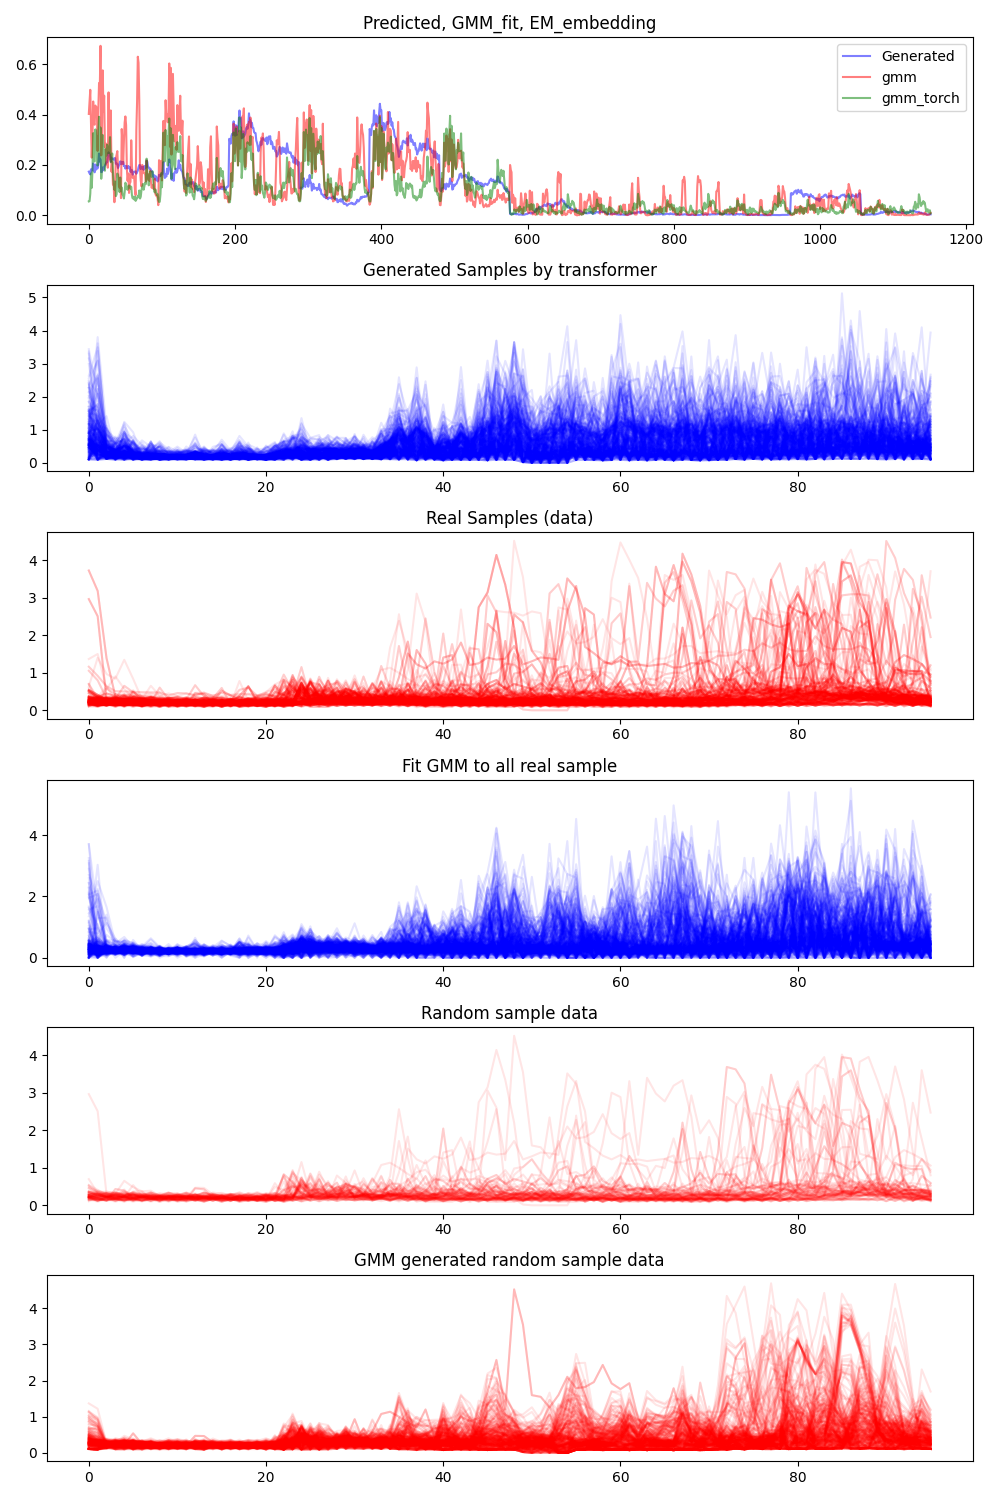 Predicted, GMM_fit, EM_embedding
Generated
gmm
gmm_torch
0.6
0.4
0.2
0.0
0 200 400 600 800 1000 1200
Generated Samples by transformer
5
4
3
2
1
0
0 20 40 60 80
Real Samples (data)
4
3
2
1
0
0 20 40 60 80
Fit GMM to all real sample
4
2
0
0 20 40 60 80
Random sample data
4
3
2
1
0
0 20 40 60 80
GMM generated random sample data
4
3
2
1
0
0 20 40 60 80